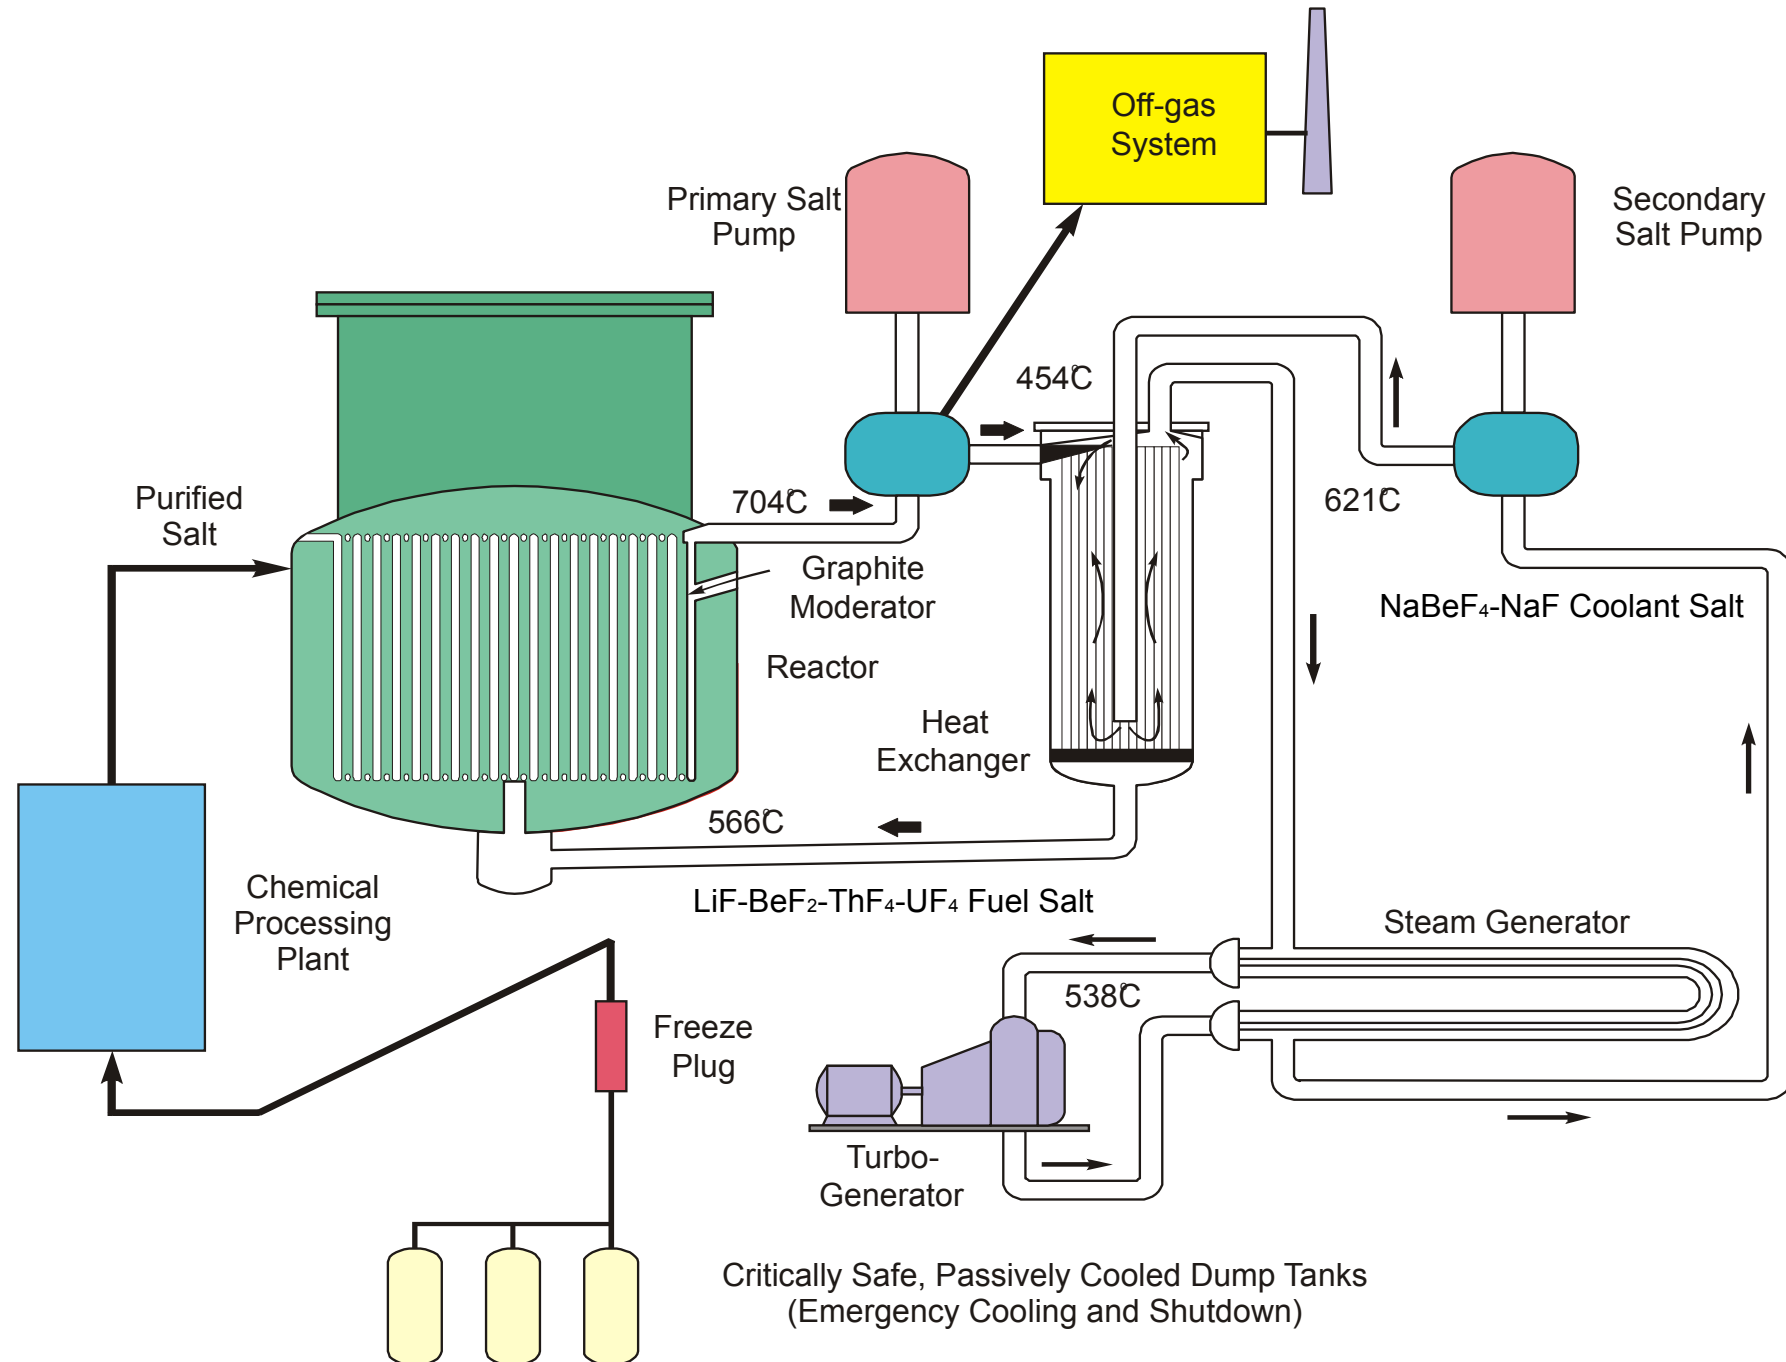 Off-gas
System
Primary Salt
Pump
Secondary
Salt Pump
454°C
704°C
621°C
Purified
Salt
Graphite
Moderator
NaBeF₄-NaF Coolant Salt
Reactor
Heat
Exchanger
566°C
Chemical
Processing
Plant
LiF-BeF₂-ThF₄-UF₄ Fuel Salt
Steam Generator
538°C
Freeze
Plug
Turbo-
Generator
Critically Safe, Passively Cooled Dump Tanks
(Emergency Cooling and Shutdown)